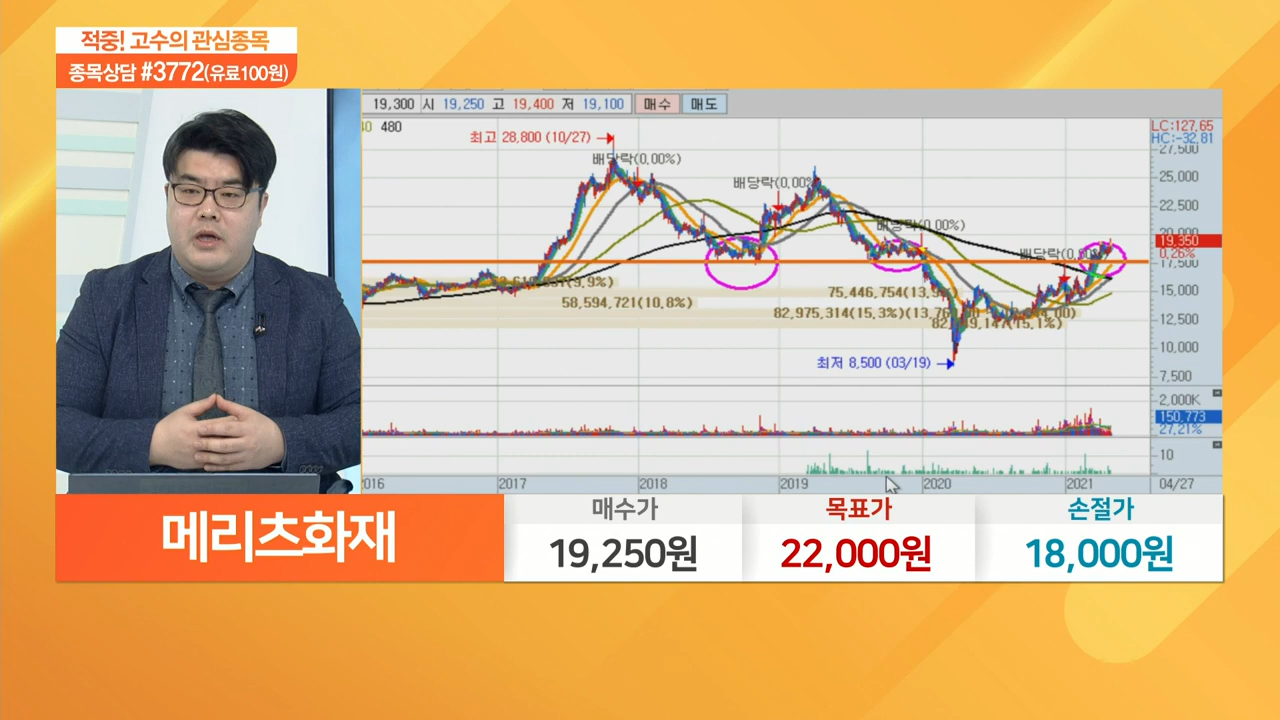 적중! 고수의 관심종목
종목상담 #3772(유료100원)
19,300 시 19,250 고 19,400 저 19,100 매수 매도
480
최고 28,800 (10/27)
배당락(0,00%)
배당락(0,00%
배당락(0,00%)
배당락(0,
58,594,721(10,8%)
75,446,754(13,9
82,975,314(15,3%)(13,76
최저 8,500 (03/19)
LC:127,65
HC:-32,81
27,500
25,000
22,500
20,000
19,350
0,26%
17,500
15,000
12,500
10,000
7,500
2,000K
150,773
27,21%
10
2016 2017 2018 2019 2020 2021 04/27
메리츠화재
매수가 목표가 손절가
19,250원 22,000원 18,000원